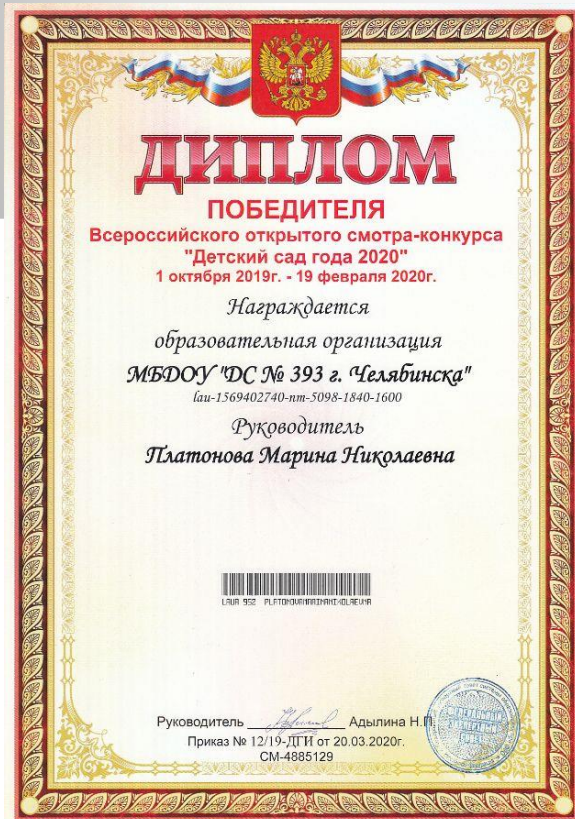 ДИПЛОМ
ПОБЕДИТЕЛЯ
Всероссийского открытого смотра-конкурса
"Детский сад года 2020"
1 октября 2019г. - 19 февраля 2020г.
Награждается
образовательная организация
МБДОУ "ДС № 393 г. Челябинска"
lau-1569402740-nm-5098-1840-1600
Руководитель
Платонова Марина Николаевна
LAUR 952 PLATONOVAMARINANIKOLAEVNA
Руководитель Адылина Н.П.
Приказ № 12/19-ДГИ от 20.03.2020г.
СМ-4885129